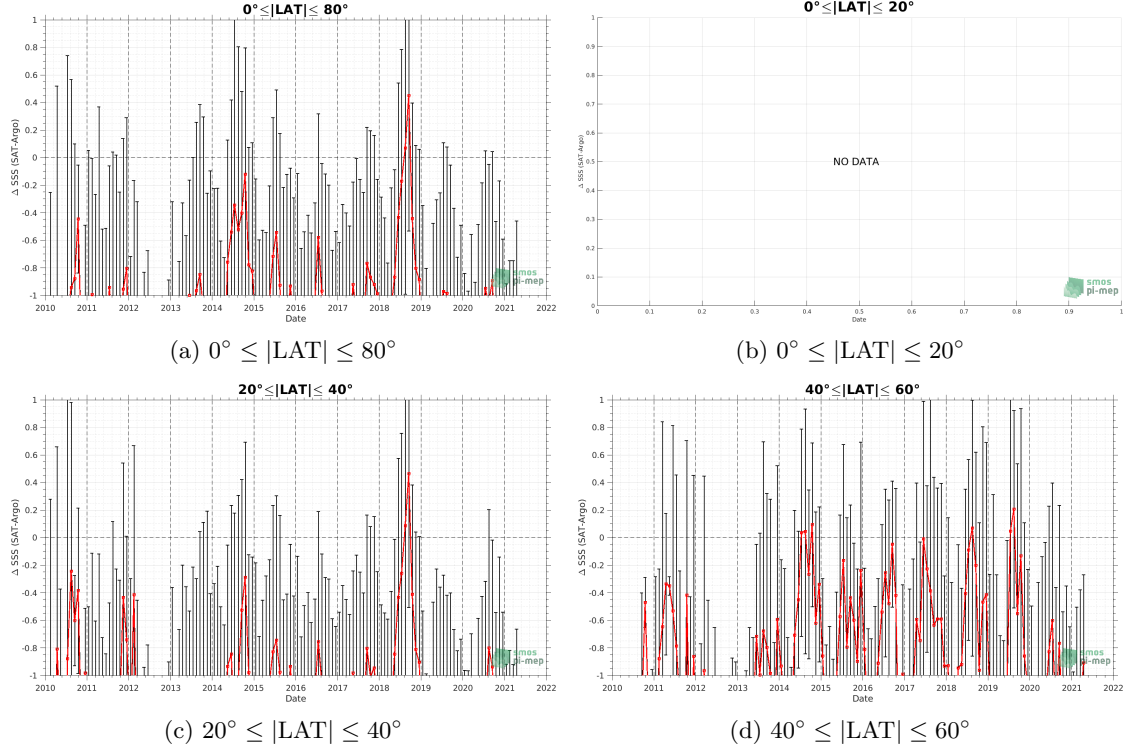 0°≤|LAT|≤ 80°
Δ SSS (SAT-Argo)
1
0.8
0.6
0.4
0.2
0
-0.2
-0.4
-0.6
-0.8
-1
2010 2011 2012 2013 2014 2015 2016 2017 2018 2019 2020 2021 2022
Date
smos
pi-mep
(a) 0° ≤ |LAT| ≤ 80°
0°≤|LAT|≤ 20°
Δ SSS (SAT-Argo)
1
0.9
0.8
0.7
0.6
0.5
0.4
0.3
0.2
0.1
0
NO DATA
0 0.1 0.2 0.3 0.4 0.5 0.6 0.7 0.8 0.9 1
Date
smos
pi-mep
(b) 0° ≤ |LAT| ≤ 20°
20°≤|LAT|≤ 40°
Δ SSS (SAT-Argo)
1
0.8
0.6
0.4
0.2
0
-0.2
-0.4
-0.6
-0.8
-1
2010 2011 2012 2013 2014 2015 2016 2017 2018 2019 2020 2021 2022
Date
smos
pi-mep
(c) 20° ≤ |LAT| ≤ 40°
40°≤|LAT|≤ 60°
Δ SSS (SAT-Argo)
1
0.8
0.6
0.4
0.2
0
-0.2
-0.4
-0.6
-0.8
-1
2010 2011 2012 2013 2014 2015 2016 2017 2018 2019 2020 2021 2022
Date
smos
pi-mep
(d) 40° ≤ |LAT| ≤ 60°